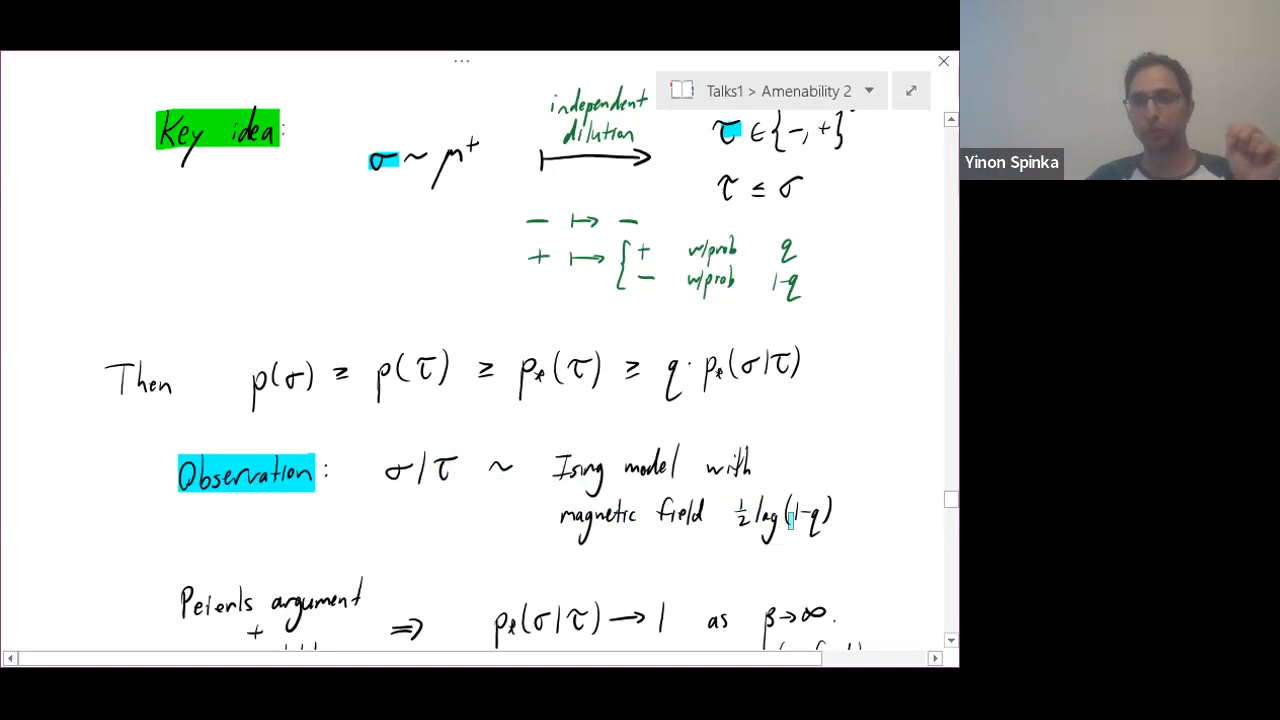 Talks1 > Amenability 2
Yinon Spinka
Key idea:
σ ~ μ⁺
independent
dilution
τ ∈ {-, +}
τ ≤ σ
- ↦ -
+ ↦ { + w/prob q
- w/prob 1-q
Then p(σ) ≥ p(τ) ≥ p*(τ) ≥ q · p*(σ|τ)
Observation: σ|τ ~ Ising model with
magnetic field ½ log(1-q)
Peierls argument
+
⇒ p*(σ|τ) → 1 as β → ∞.